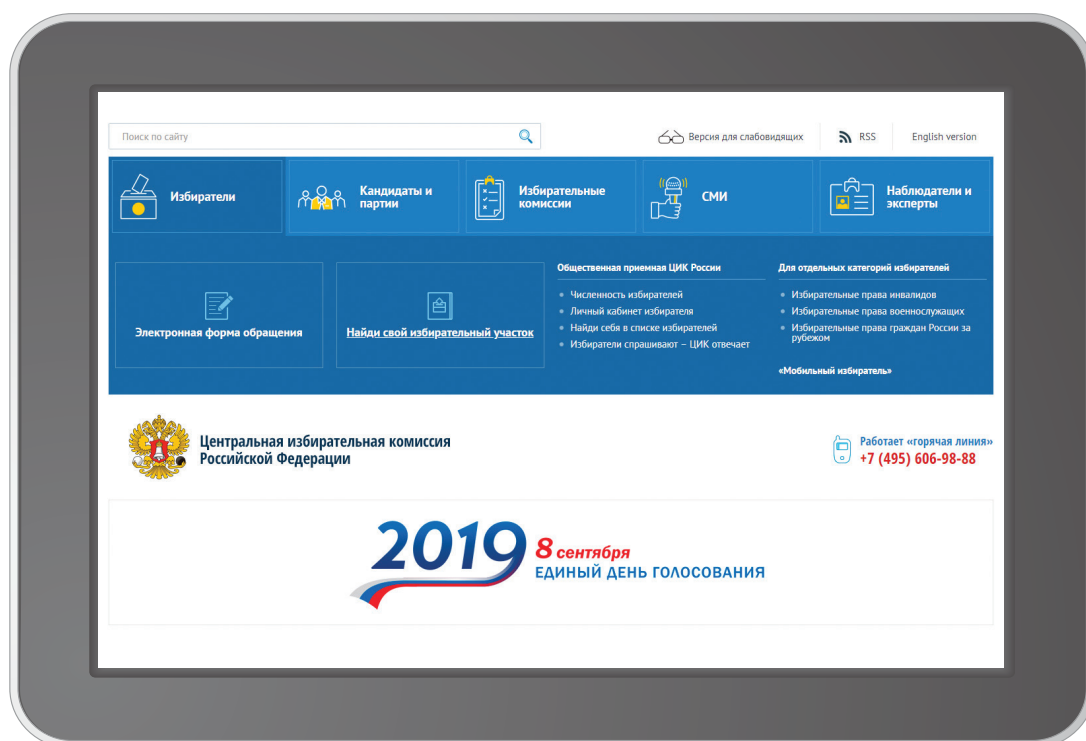 Поиск по сайту
Версия для слабовидящих
RSS
English version
Избиратели
Кандидаты и
партии
Избирательные
комиссии
СМИ
Наблюдатели и
эксперты
Электронная форма обращения
Найди свой избирательный участок
Общественная приемная ЦИК России
Численность избирателей
Личный кабинет избирателя
Найди себя в списке избирателей
Избиратели спрашивают – ЦИК отвечает
Для отдельных категорий избирателей
Избирательные права инвалидов
Избирательные права военнослужащих
Избирательные права граждан России за
рубежом
«Мобильный избиратель»
Центральная избирательная комиссия
Российской Федерации
Работает «горячая линия»
+7 (495) 606-98-88
2019
8 сентября
ЕДИНЫЙ ДЕНЬ ГОЛОСОВАНИЯ